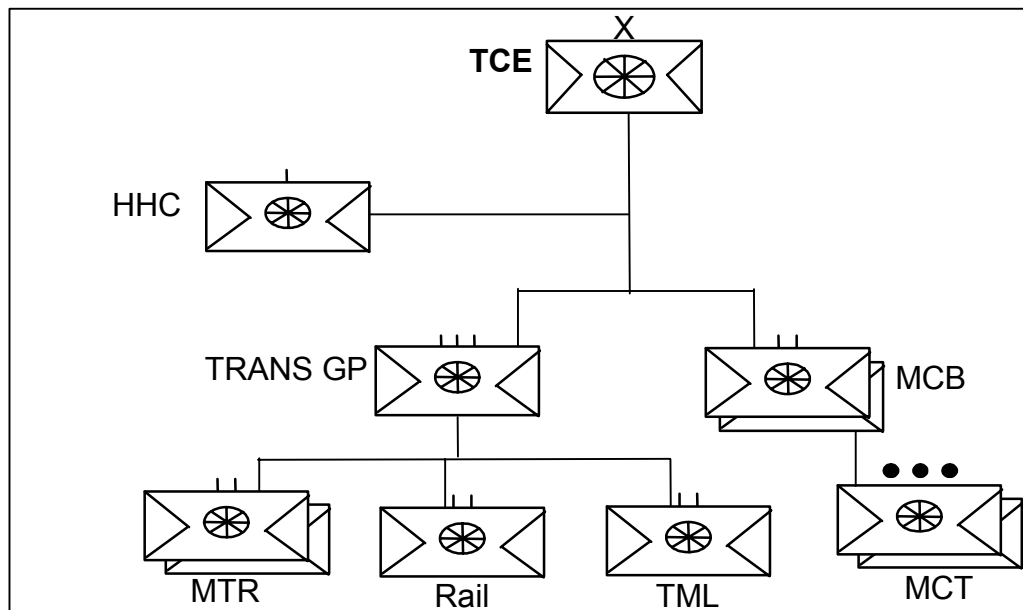 X
TCE
HHC
TRANS GP
MCB
MTR
Rail
TML
MCT